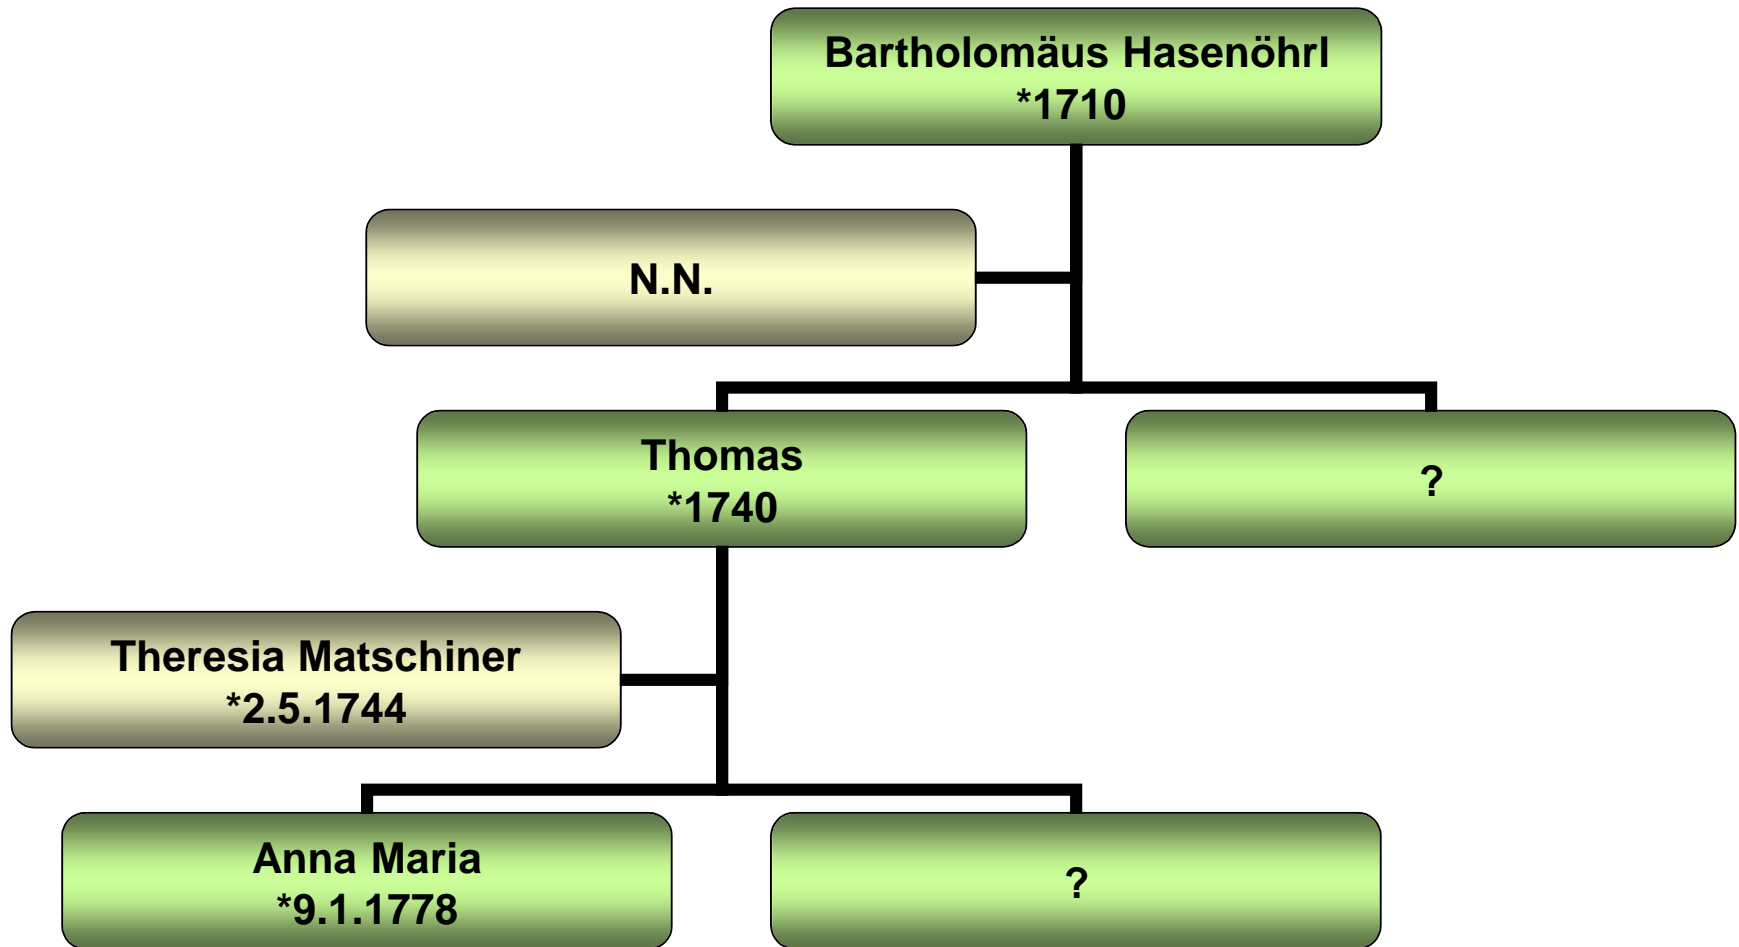 Bartholomäus Hasenöhrl
*1710
N.N.
Thomas
*1740
?
Theresia Matschiner
*2.5.1744
Anna Maria
*9.1.1778
?